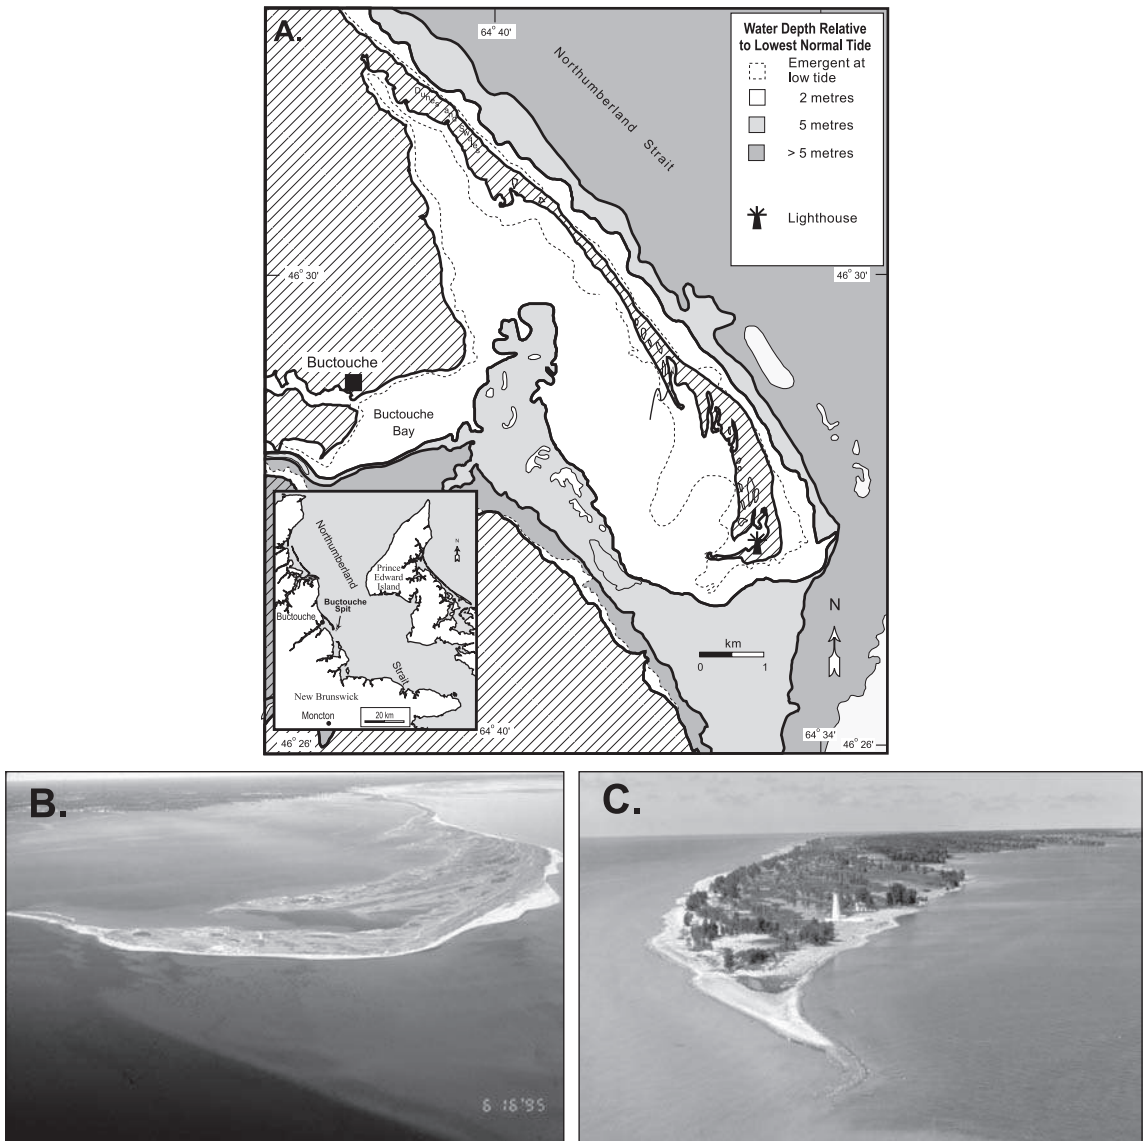 A.
64° 40'
Northumberland Strait
Water Depth Relative
to Lowest Normal Tide
Emergent at
low tide
2 metres
5 metres
> 5 metres
Lighthouse
46° 30'
46° 30'
Buctouche
Buctouche
Bay
N
km
0 1
Northumberland
Strait
N
Prince
Edward
Island
Buctouche
Spit
Buctouche
New Brunswick
Moncton
20 km
46° 26'
64° 40'
64° 34'
46° 26'
B.
6 16'95
C.